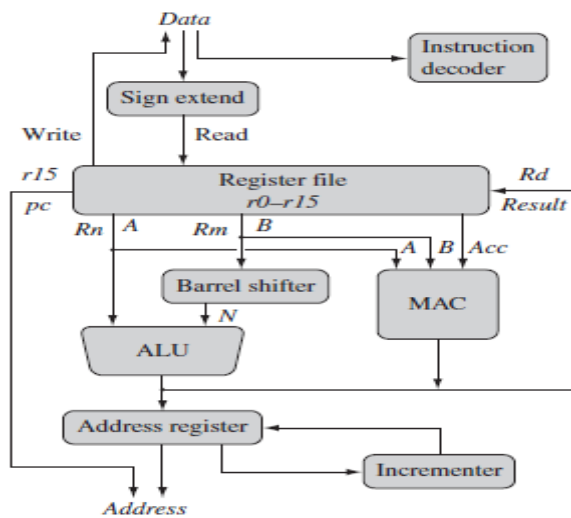 Data
Instruction
decoder
Sign extend
Write
Read
r15
pc
Register file
r0–r15
Rd
Result
Rn
A
Rm
B
A
B
Acc
Barrel shifter
N
MAC
ALU
Address register
Incrementer
Address